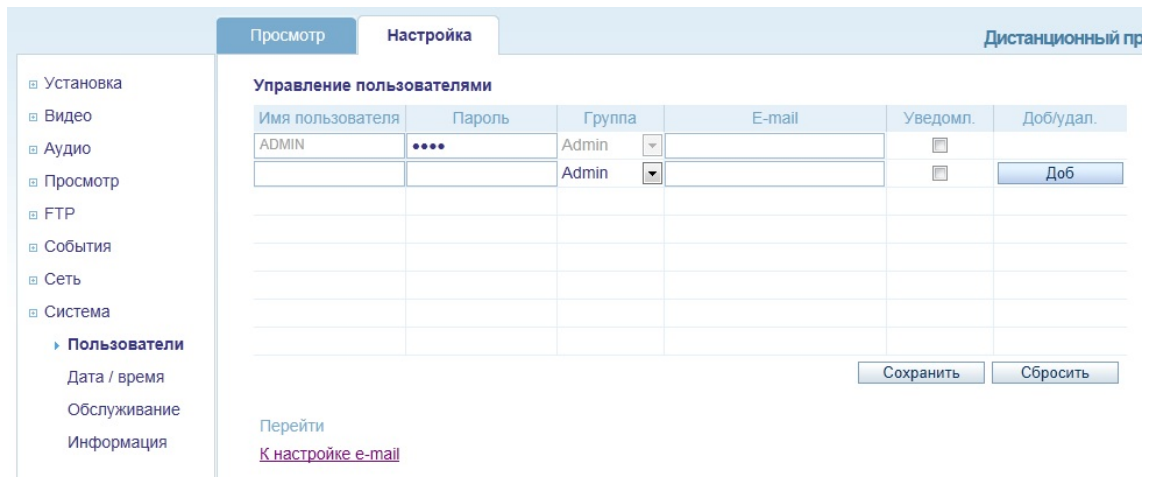 Просмотр Настройка Дистанционный пр
Установка
Видео
Аудио
Просмотр
FTP
События
Сеть
Система
Пользователи
Дата / время
Обслуживание
Информация
Управление пользователями
Имя пользователя Пароль Группа E-mail Уведомл. Доб/удал.
ADMIN •••• Admin
Admin Доб
Сохранить Сбросить
Перейти
К настройке e-mail